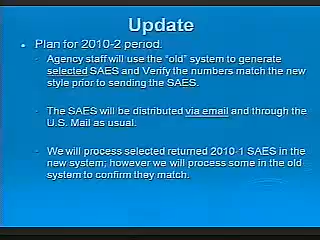 Update
• Plan for 2010-2 period.
- Agency staff will use the "old" system to generate
selected SAES and Verify the numbers match the new
style prior to sending the SAES.
- The SAES will be distributed via email and through the
U.S. Mail as usual.
- We will process selected returned 2010-1 SAES in the
new system; however we will process some in the old
system to confirm they match.